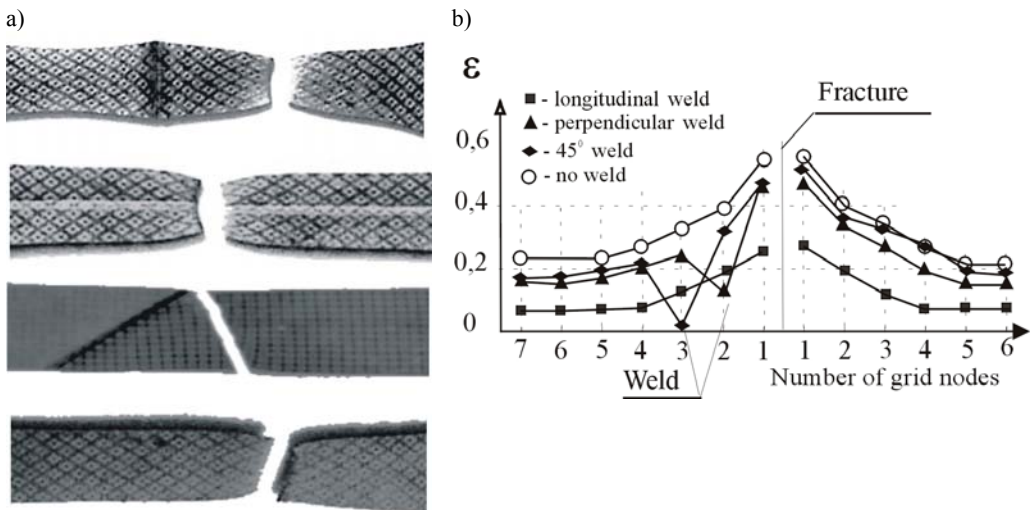 a)
b)
ε
- longitudinal weld
- perpendicular weld
- 45⁰ weld
- no weld
Fracture
0,6
0,4
0,2
0
7 6 5 4 3 2 1 1 2 3 4 5 6
Weld
Number of grid nodes